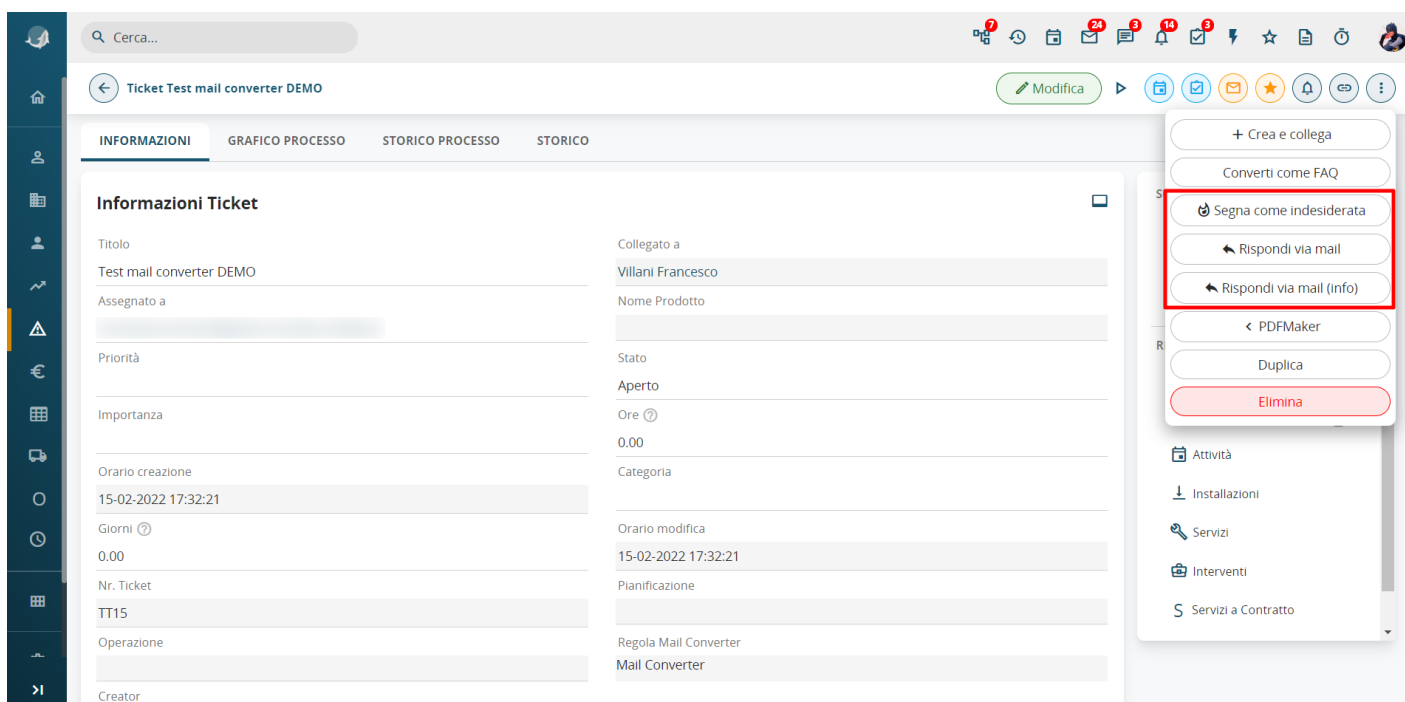 Cerca...
7
24
3
14
3
Ticket Test mail converter DEMO
Modifica
INFORMAZIONI GRAFICO PROCESSO STORICO PROCESSO STORICO
+ Crea e collega
Converti come FAQ
Segna come indesiderata
Rispondi via mail
Rispondi via mail (info)
PDFMaker
Duplica
Elimina
Informazioni Ticket
Titolo
Test mail converter DEMO
Collegato a
Villani Francesco
Assegnato a
Nome Prodotto
Priorità
Stato
Aperto
Importanza
Ore
0.00
Orario creazione
15-02-2022 17:32:21
Categoria
Giorni
0.00
Orario modifica
15-02-2022 17:32:21
Nr. Ticket
TT15
Pianificazione
Operazione
Regola Mail Converter
Mail Converter
Creator
Attività
Installazioni
Servizi
Interventi
S Servizi a Contratto